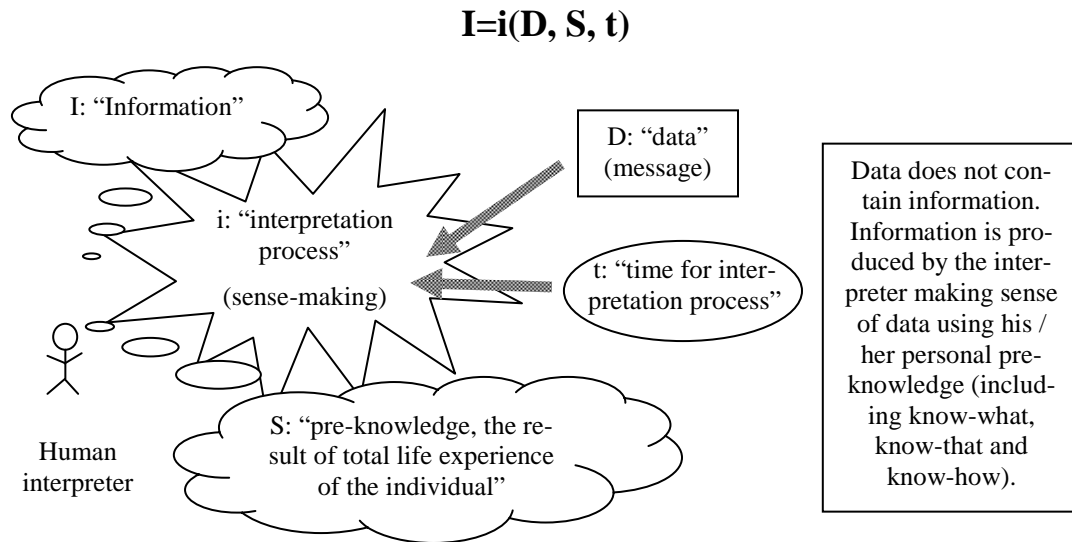 I=i(D, S, t)
I: “Information”
D: “data”
(message)
i: “interpretation
process”
(sense-making)
t: “time for inter-
pretation process”
S: “pre-knowledge, the re-
sult of total life experience
of the individual”
Human
interpreter
Data does not con-
tain information.
Information is pro-
duced by the inter-
preter making sense
of data using his /
her personal pre-
knowledge (includ-
ing know-what,
know-that and
know-how).